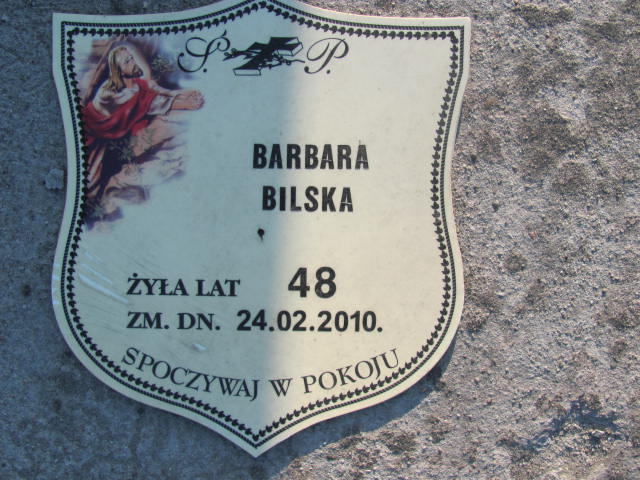 Ś. P.
BARBARA
BILSKA
ŻYŁA LAT 48
ZM. DN. 24.02.2010.
SPOCZYWAJ W POKOJU